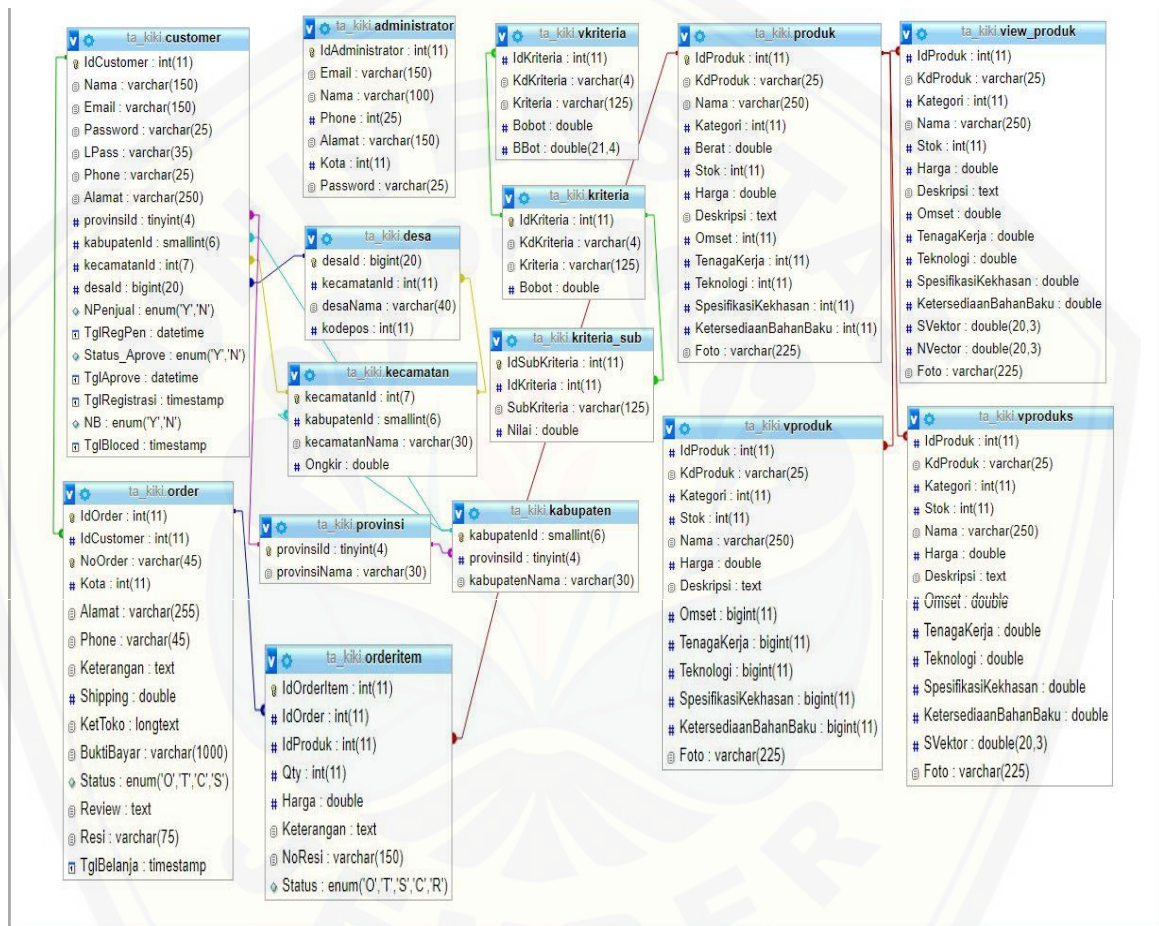 ta_kiki.customer
IdCustomer : int(11)
Nama : varchar(150)
Email : varchar(150)
Password : varchar(25)
LPass : varchar(35)
Phone : varchar(25)
Alamat : varchar(250)
provinsiId : tinyint(4)
kabupatenId : smallint(6)
kecamatanId : int(7)
desaId : bigint(20)
NPenjual : enum('Y','N')
TglRegPen : datetime
Status_Aprove : enum('Y','N')
TglAprove : datetime
TglRegistrasi : timestamp
NB : enum('Y','N')
TglBloced : timestamp
ta_kiki.administrator
IdAdministrator : int(11)
Email : varchar(150)
Nama : varchar(100)
Phone : int(25)
Alamat : varchar(150)
Kota : int(11)
Password : varchar(25)
ta_kiki.vkriteria
IdKriteria : int(11)
KdKriteria : varchar(4)
Kriteria : varchar(125)
Bobot : double
BBot : double(21,4)
ta_kiki.produk
IdProduk : int(11)
KdProduk : varchar(25)
Nama : varchar(250)
Kategori : int(11)
Berat : double
Stok : int(11)
Harga : double
Deskripsi : text
Omset : int(11)
TenagaKerja : int(11)
Teknologi : int(11)
SpesifikasiKekhasan : int(11)
KetersediaanBahanBaku : int(11)
Foto : varchar(225)
ta_kiki.view_produk
IdProduk : int(11)
KdProduk : varchar(25)
Kategori : int(11)
Nama : varchar(250)
Stok : int(11)
Harga : double
Deskripsi : text
Omset : double
TenagaKerja : double
Teknologi : double
SpesifikasiKekhasan : double
KetersediaanBahanBaku : double
SVektor : double(20,3)
NVector : double(20,3)
Foto : varchar(225)
ta_kiki.kriteria
IdKriteria : int(11)
KdKriteria : varchar(4)
Kriteria : varchar(125)
Bobot : double
ta_kiki.desa
desaId : bigint(20)
kecamatanId : int(11)
desaNama : varchar(40)
kodepos : int(11)
ta_kiki.kriteria_sub
IdSubKriteria : int(11)
IdKriteria : int(11)
SubKriteria : varchar(125)
Nilai : double
ta_kiki.kecamatan
kecamatanId : int(7)
kabupatenId : smallint(6)
kecamatanNama : varchar(30)
Ongkir : double
ta_kiki.vproduk
IdProduk : int(11)
KdProduk : varchar(25)
Kategori : int(11)
Stok : int(11)
Nama : varchar(250)
Harga : double
Deskripsi : text
Omset : bigint(11)
TenagaKerja : bigint(11)
Teknologi : bigint(11)
SpesifikasiKekhasan : bigint(11)
KetersediaanBahanBaku : bigint(11)
Foto : varchar(225)
ta_kiki.vproduks
IdProduk : int(11)
KdProduk : varchar(25)
Kategori : int(11)
Stok : int(11)
Nama : varchar(250)
Harga : double
Deskripsi : text
Omset : double
TenagaKerja : double
Teknologi : double
SpesifikasiKekhasan : double
KetersediaanBahanBaku : double
SVektor : double(20,3)
Foto : varchar(225)
ta_kiki.order
IdOrder : int(11)
IdCustomer : int(11)
NoOrder : varchar(45)
Kota : int(11)
Alamat : varchar(255)
Phone : varchar(45)
Keterangan : text
Shipping : double
KetToko : longtext
BuktiBayar : varchar(1000)
Status : enum('O','T','C','S')
Review : text
Resi : varchar(75)
TglBelanja : timestamp
ta_kiki.provinsi
provinsiId : tinyint(4)
provinsiNama : varchar(30)
ta_kiki.kabupaten
kabupatenId : smallint(6)
provinsiId : tinyint(4)
kabupatenNama : varchar(30)
ta_kiki.orderitem
IdOrderItem : int(11)
IdOrder : int(11)
IdProduk : int(11)
Qty : int(11)
Harga : double
Keterangan : text
NoResi : varchar(150)
Status : enum('O','T','S','C','R')